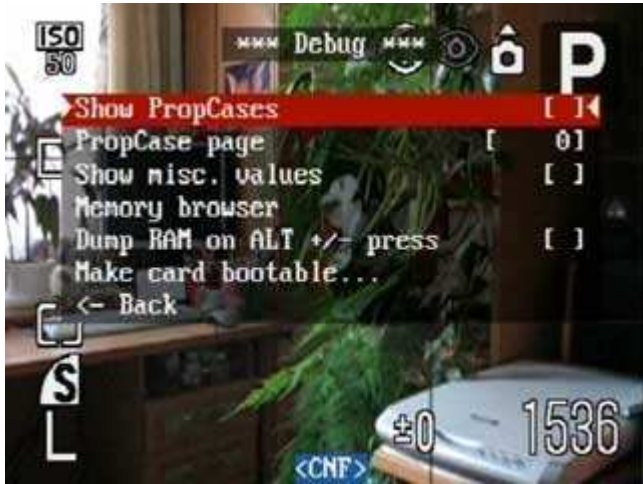 ISO
50
*** Debug ***
P
Show PropCases [ ]
PropCase page [ 0]
Show misc. values [ ]
Memory browser
Dump RAM on ALT +/- press [ ]
Make card bootable...
<- Back
S
L
±0
1536
<CNF>